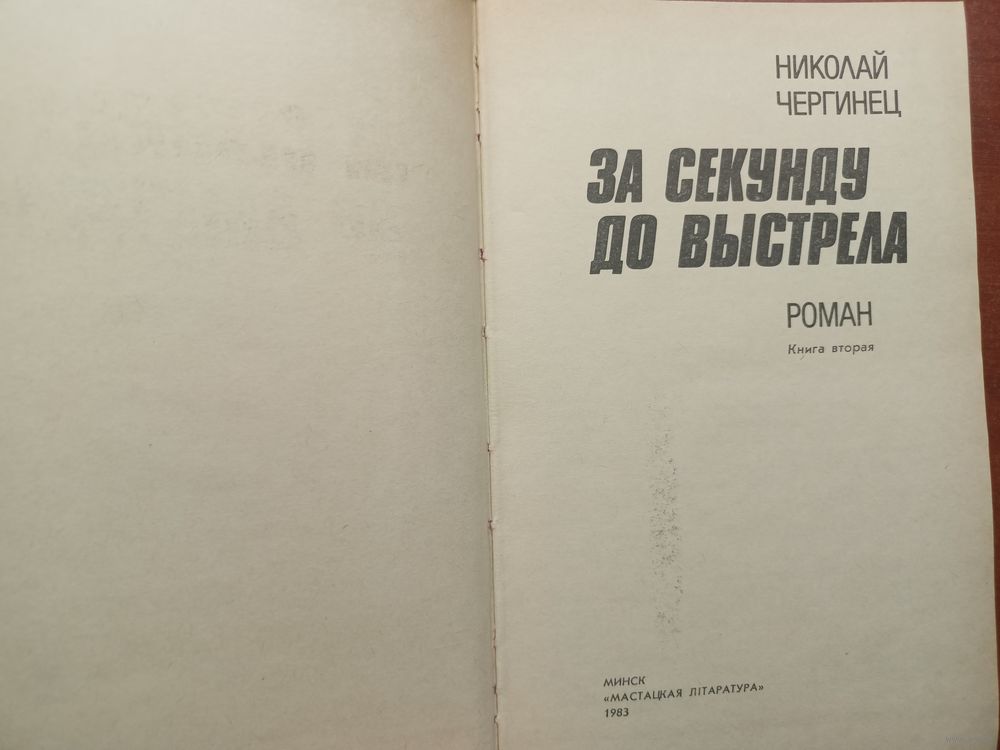 НИКОЛАЙ
ЧЕРГИНЕЦ
ЗА СЕКУНДУ
ДО ВЫСТРЕЛА
РОМАН
Книга вторая
МИНСК
«МАСТАЦКАЯ ЛІТАРАТУРА»
1983